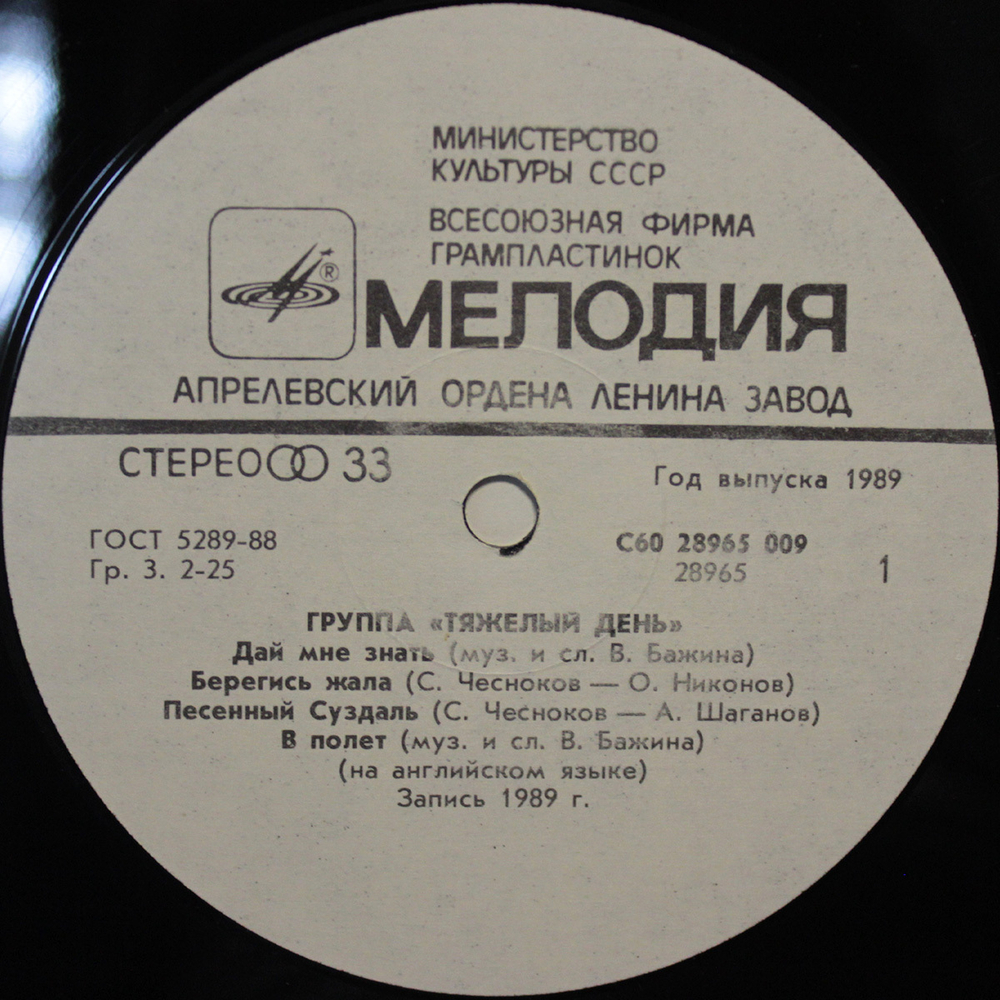 МИНИСТЕРСТВО
КУЛЬТУРЫ СССР
ВСЕСОЮЗНАЯ ФИРМА
ГРАМПЛАСТИНОК
®
МЕЛОДИЯ
АПРЕЛЕВСКИЙ ОРДЕНА ЛЕНИНА ЗАВОД
СТЕРЕО 33
Год выпуска 1989
ГОСТ 5289-88
Гр. 3. 2-25
С60 28965 009
28965
1
ГРУППА «ТЯЖЕЛЫЙ ДЕНЬ»
Дай мне знать (муз. и сл. В. Бажина)
Берегись жала (С. Чесноков — О. Никонов)
Песенный Суздаль (С. Чесноков — А. Шаганов)
В полет (муз. и сл. В. Бажина)
(на английском языке)
Запись 1989 г.